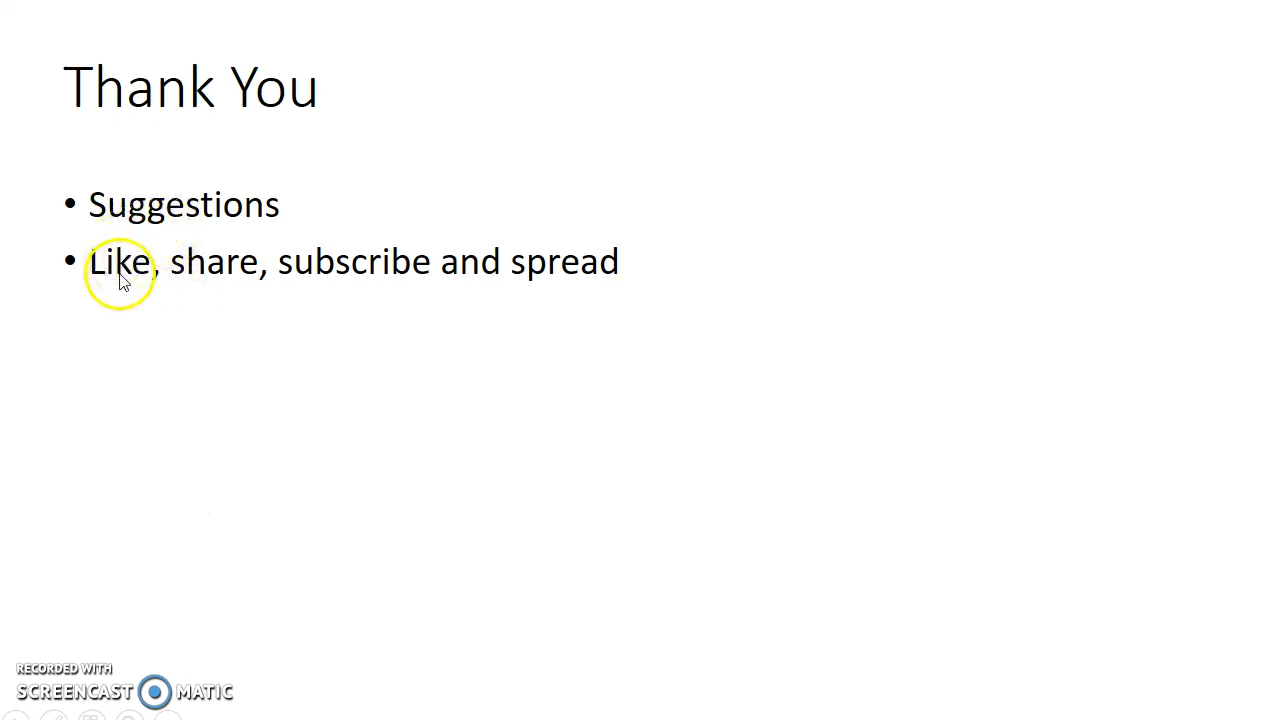 Thank You
• Suggestions
• Like, share, subscribe and spread
RECORDED WITH
SCREENCAST MATIC